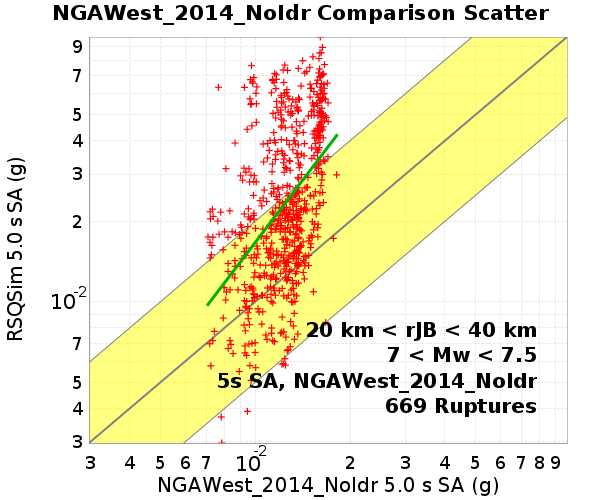 NGAWest_2014_NoIdr Comparison Scatter
RSQSim 5.0 s SA (g)
9
7
5
4
3
2
10-2
7
5
4
3
20 km < rJB < 40 km
7 < Mw < 7.5
5s SA, NGAWest_2014_NoIdr
669 Ruptures
3 4 5 6 7 10-2 2 3 4 5 6 7 8 9
NGAWest_2014_NoIdr 5.0 s SA (g)